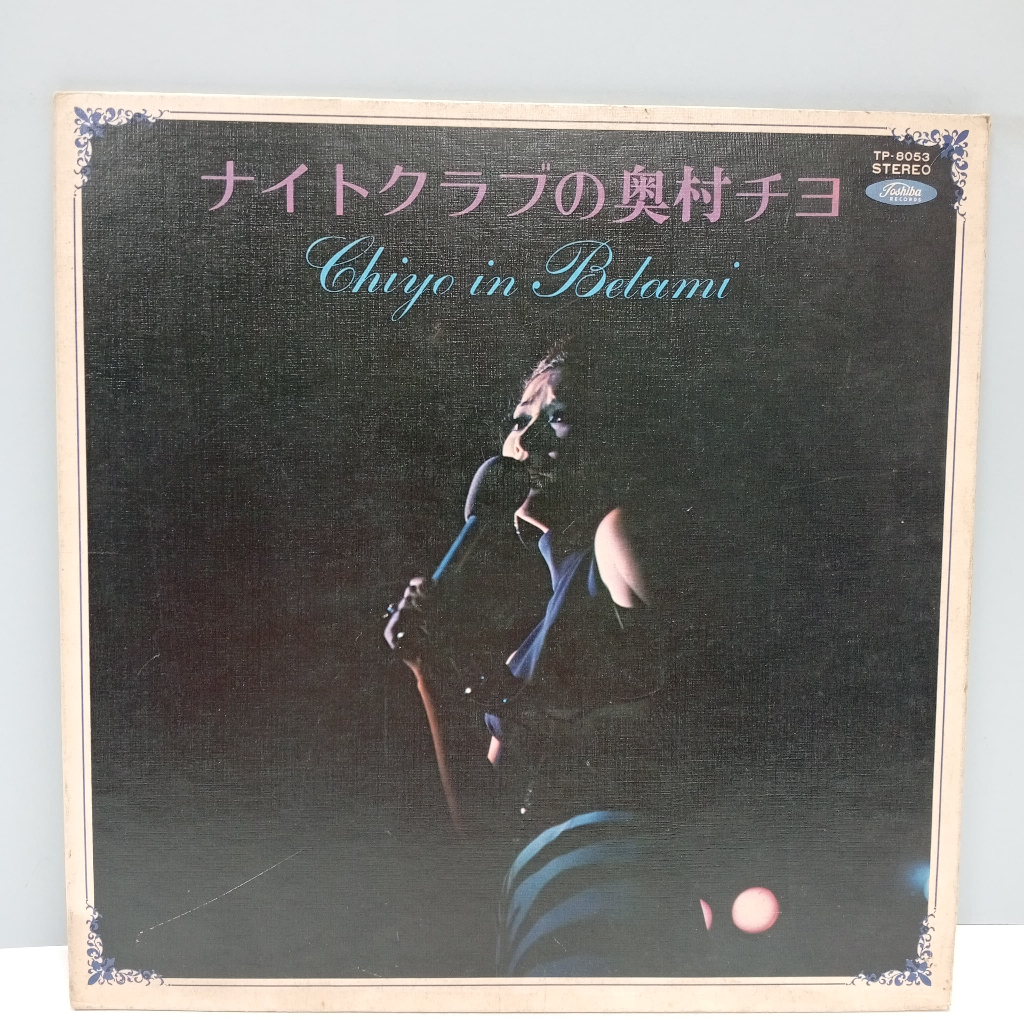 TP-8053
STEREO
Toshiba
RECORDS
ナイトクラブの奥村チヨ
Chiyo in Belami